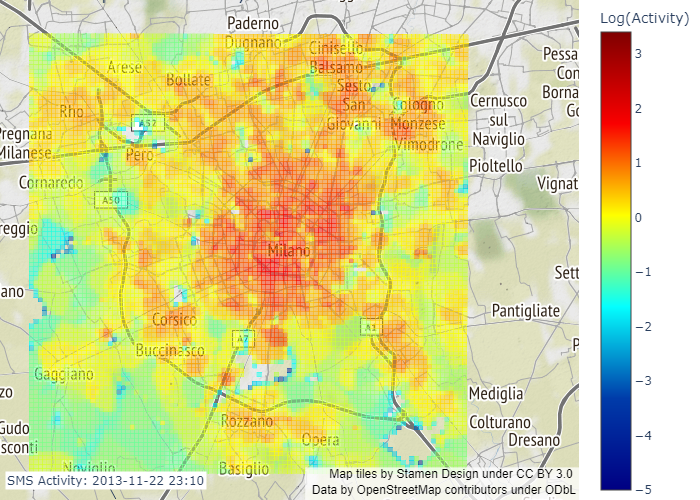 Log(Activity)
Paderno
Dugnano
Cinisello
Balsamo
Arese
Bollate
Sesto
San
Giovanni
Cologno
Monzese
Rho
A52
Pessa
Con
Borna
Cernusco
sul
Naviglio
Pregnana
Milanese
Pero
Vimodrone
Pioltello
Cornaredo
Vignat
A50
reggio
Milano
Sett
ano
Pantigliate
Corsico
A7
A1
Buccinasco
Gaggiano
Mediglia
Rozzano
Colturano
Dresano
Gudo
sconti
Opera
Noviglio
Basiglio
SMS Activity: 2013-11-22 23:10
Map tiles by Stamen Design under CC BY 3.0
Data by OpenStreetMap contributors under ODbL
3
2
1
0
−1
−2
−3
−4
−5